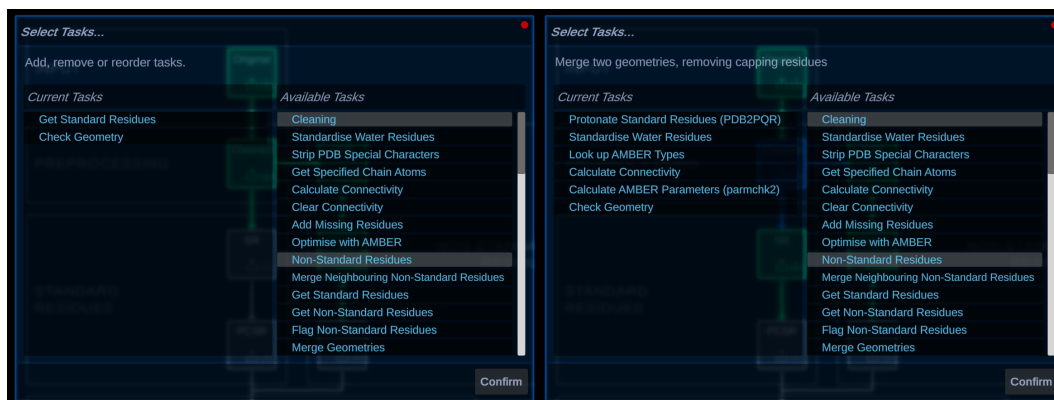 Select Tasks...
Add, remove or reorder tasks.
Current Tasks
Available Tasks
Get Standard Residues
Check Geometry
Cleaning
Standardise Water Residues
Strip PDB Special Characters
Get Specified Chain Atoms
Calculate Connectivity
Clear Connectivity
Add Missing Residues
Optimise with AMBER
Non-Standard Residues
Merge Neighbouring Non-Standard Residues
Get Standard Residues
Get Non-Standard Residues
Flag Non-Standard Residues
Merge Geometries
Confirm
Select Tasks...
Merge two geometries, removing capping residues
Current Tasks
Available Tasks
Protonate Standard Residues (PDB2PQR)
Standardise Water Residues
Look up AMBER Types
Calculate Connectivity
Calculate AMBER Parameters (parmchk2)
Check Geometry
Cleaning
Standardise Water Residues
Strip PDB Special Characters
Get Specified Chain Atoms
Calculate Connectivity
Clear Connectivity
Add Missing Residues
Optimise with AMBER
Non-Standard Residues
Merge Neighbouring Non-Standard Residues
Get Standard Residues
Get Non-Standard Residues
Flag Non-Standard Residues
Merge Geometries
Confirm